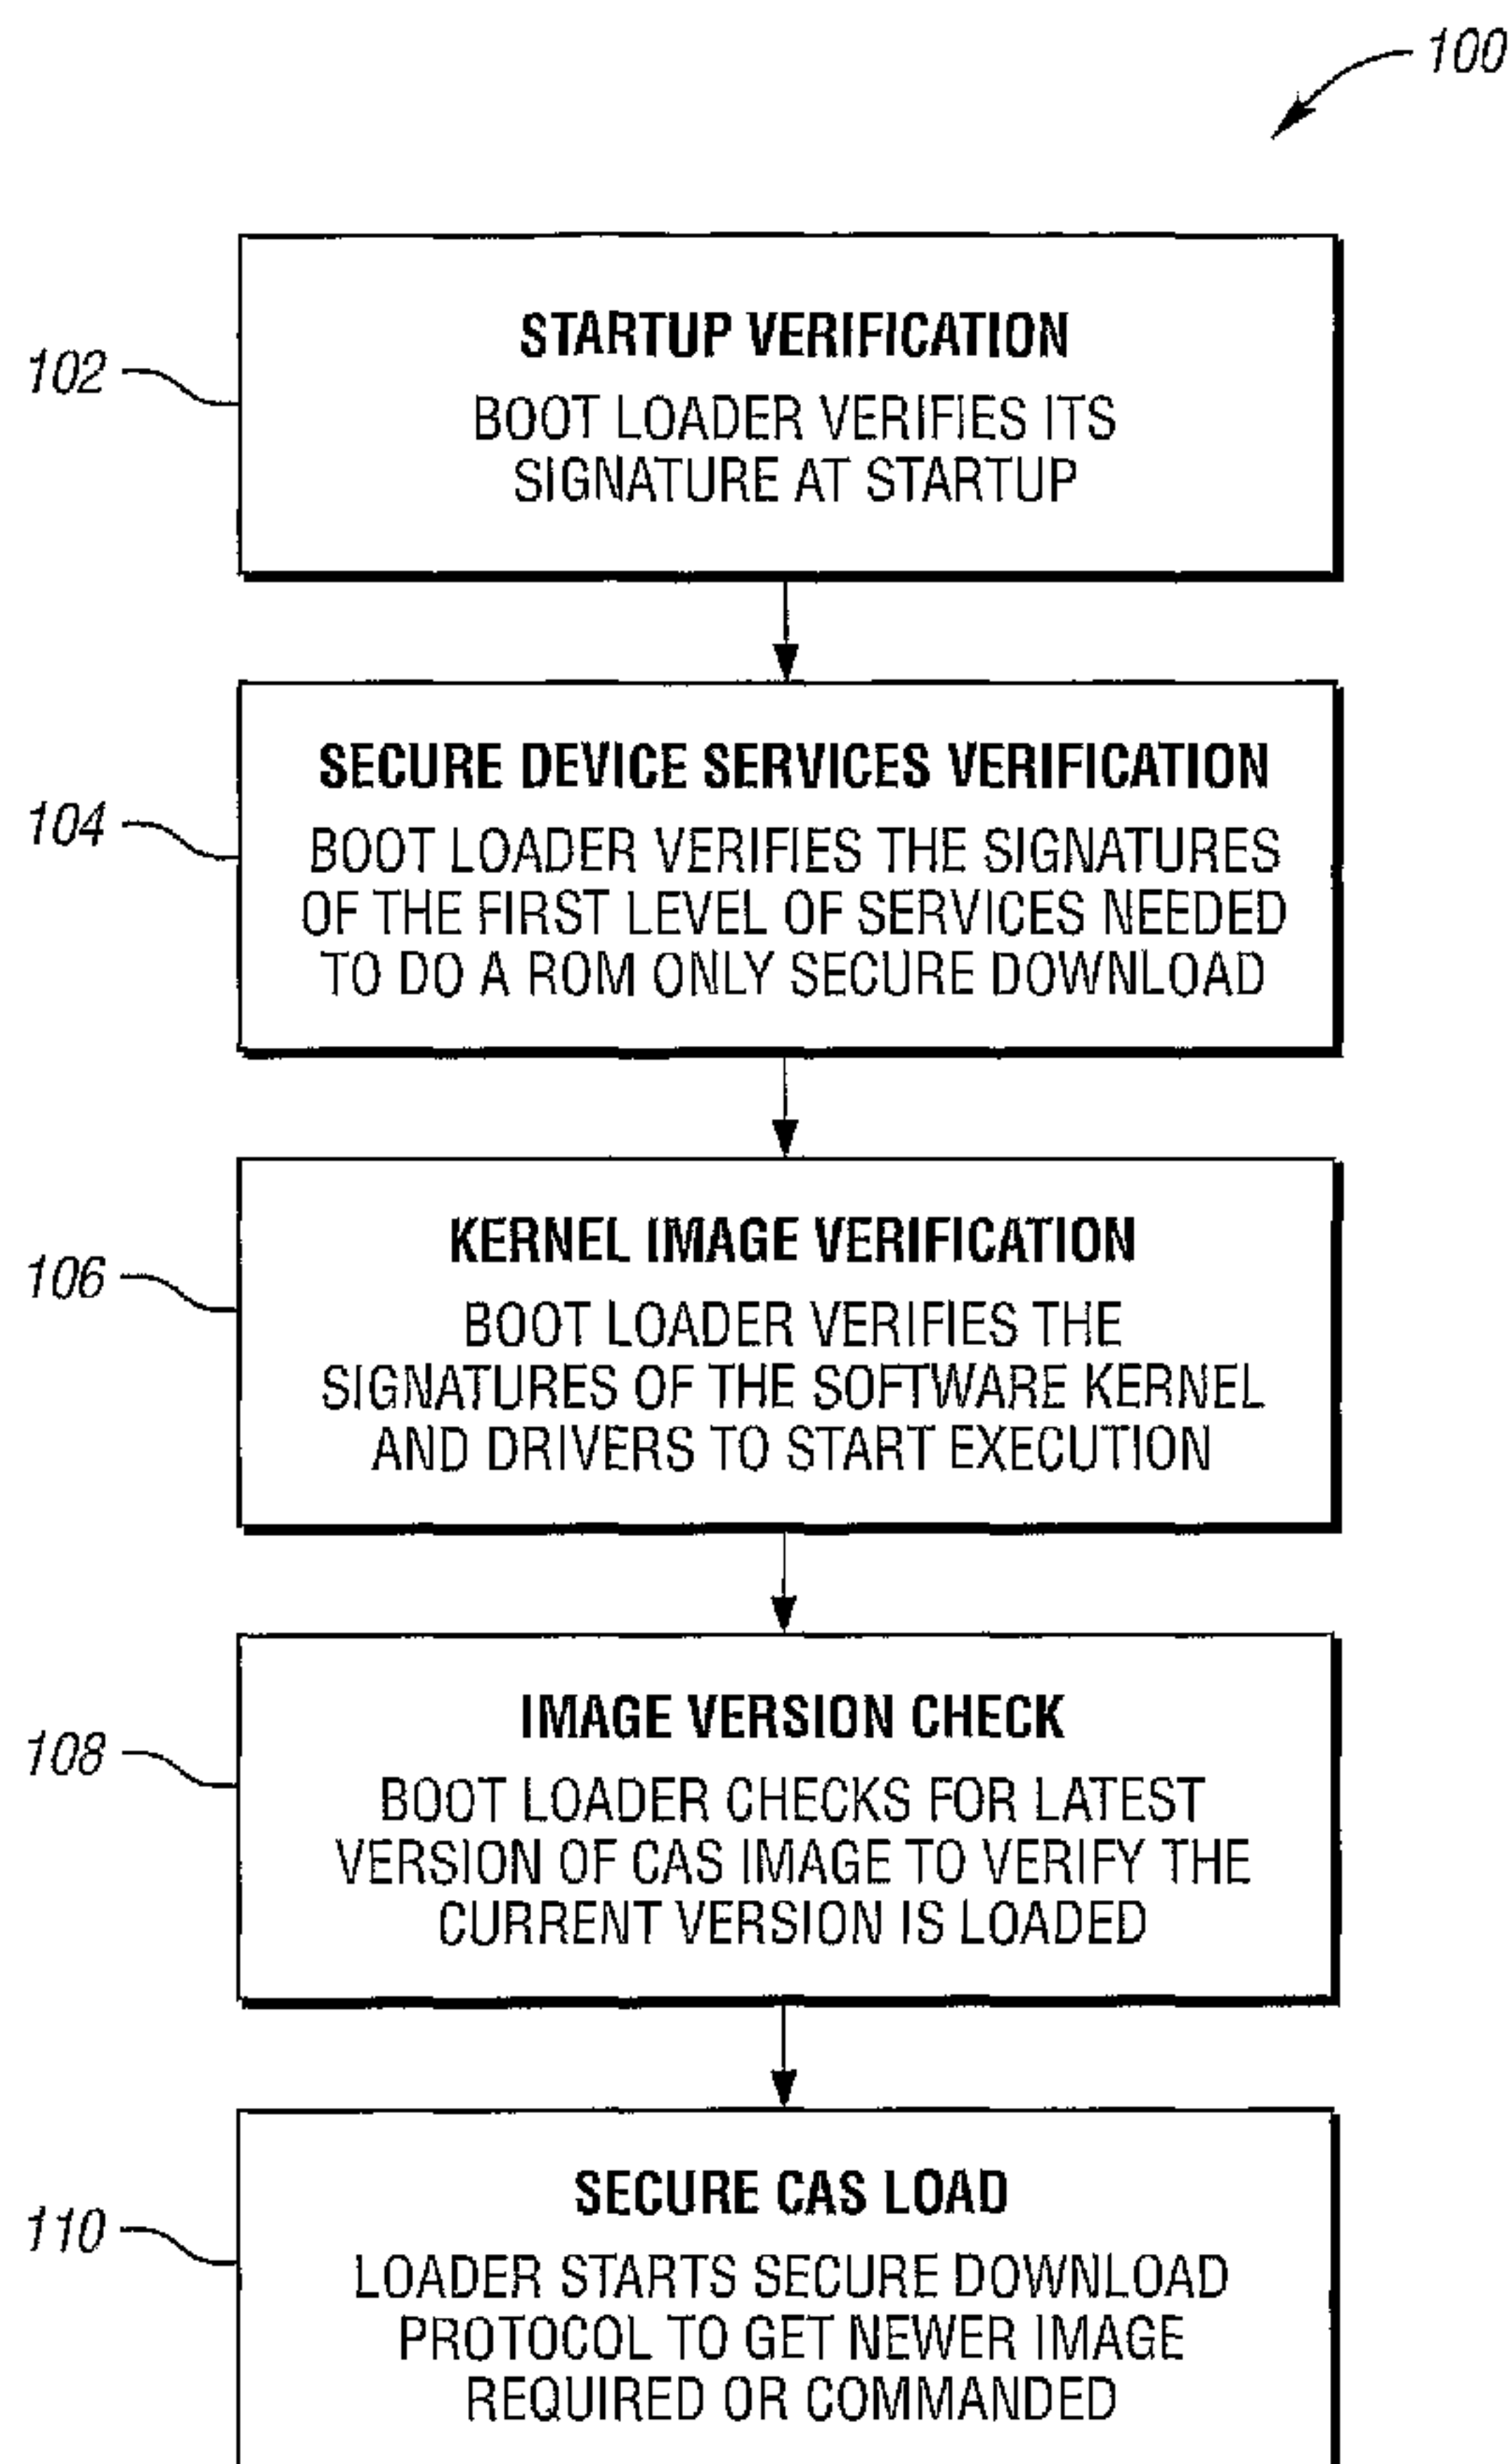 100
102
STARTUP VERIFICATION
BOOT LOADER VERIFIES ITS
SIGNATURE AT STARTUP
104
SECURE DEVICE SERVICES VERIFICATION
BOOT LOADER VERIFIES THE SIGNATURES
OF THE FIRST LEVEL OF SERVICES NEEDED
TO DO A ROM ONLY SECURE DOWNLOAD
106
KERNEL IMAGE VERIFICATION
BOOT LOADER VERIFIES THE
SIGNATURES OF THE SOFTWARE KERNEL
AND DRIVERS TO START EXECUTION
108
IMAGE VERSION CHECK
BOOT LOADER CHECKS FOR LATEST
VERSION OF CAS IMAGE TO VERIFY THE
CURRENT VERSION IS LOADED
110
SECURE CAS LOAD
LOADER STARTS SECURE DOWNLOAD
PROTOCOL TO GET NEWER IMAGE
REQUIRED OR COMMANDED